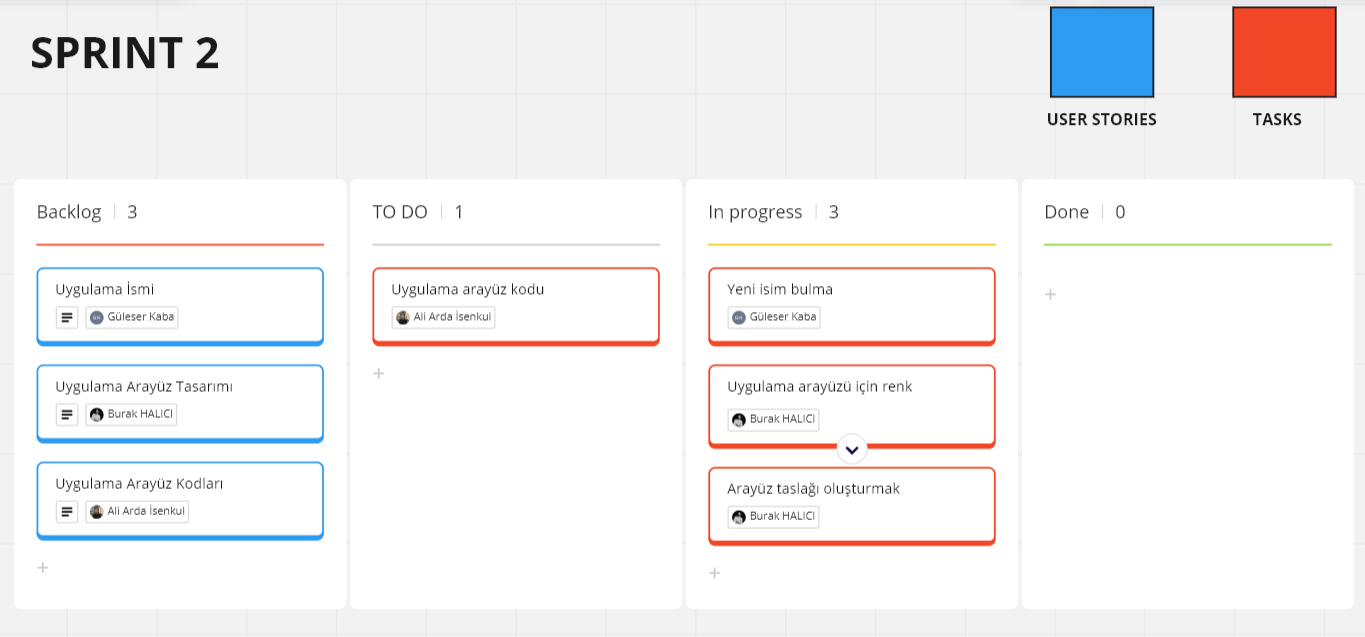 SPRINT 2
USER STORIES
TASKS
Backlog 3
Uygulama İsmi
Güleser Kaba
Uygulama Arayüz Tasarımı
Burak HALICI
Uygulama Arayüz Kodları
Ali Arda İsenkul
TO DO 1
Uygulama arayüz kodu
Ali Arda İsenkul
In progress 3
Yeni isim bulma
Güleser Kaba
Uygulama arayüzü için renk
Burak HALICI
Arayüz taslağı oluşturmak
Burak HALICI
Done 0